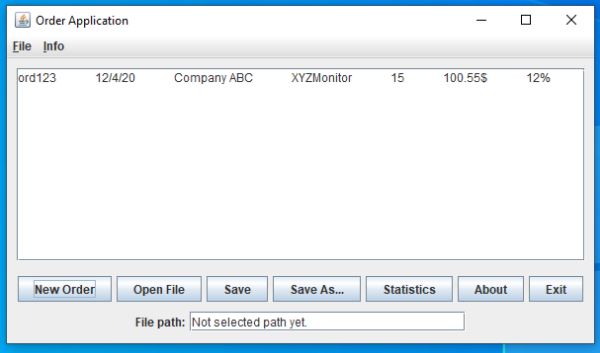 Order Application
File Info
ord123 12/4/20 Company ABC XYZMonitor 15 100.55$ 12%
New Order Open File Save Save As... Statistics About Exit
File path: Not selected path yet.